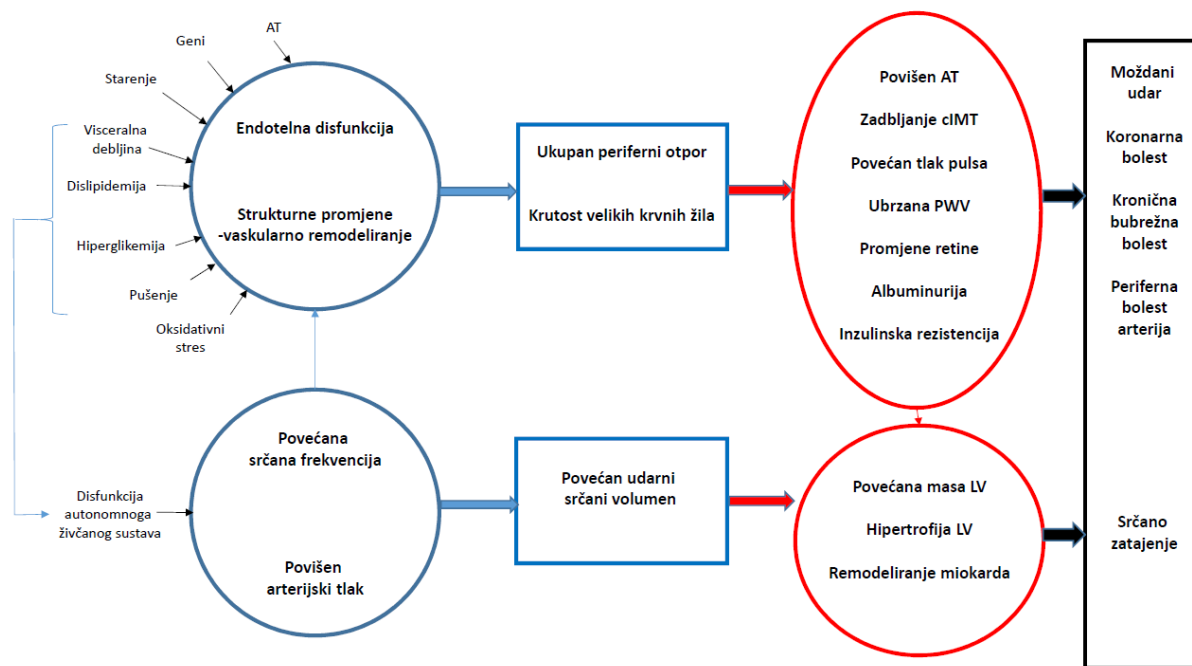 AT
Geni
Starenje
Visceralna
debljina
Dislipidemija
Hiperglikemija
Pušenje
Oksidativni
stres
Endotelna disfunkcija
Strukturne promjene
-vaskularno remodeliranje
Ukupan periferni otpor
Krutost velikih krvnih žila
Povišen AT
Zadbljanje cIMT
Povećan tlak pulsa
Ubrzana PWV
Promjene retine
Albuminurija
Inzulinska rezistencija
Moždani
udar
Koronarna
bolest
Kronična
bubrežna
bolest
Periferna
bolest
arterija
Disfunkcija
autonomnoga
živčanog sustava
Povećana
srčana frekvencija
Povišen
arterijski tlak
Povećan udarni
srčani volumen
Povećana masa LV
Hipertrofija LV
Remodeliranje miokarda
Srčano
zatajenje